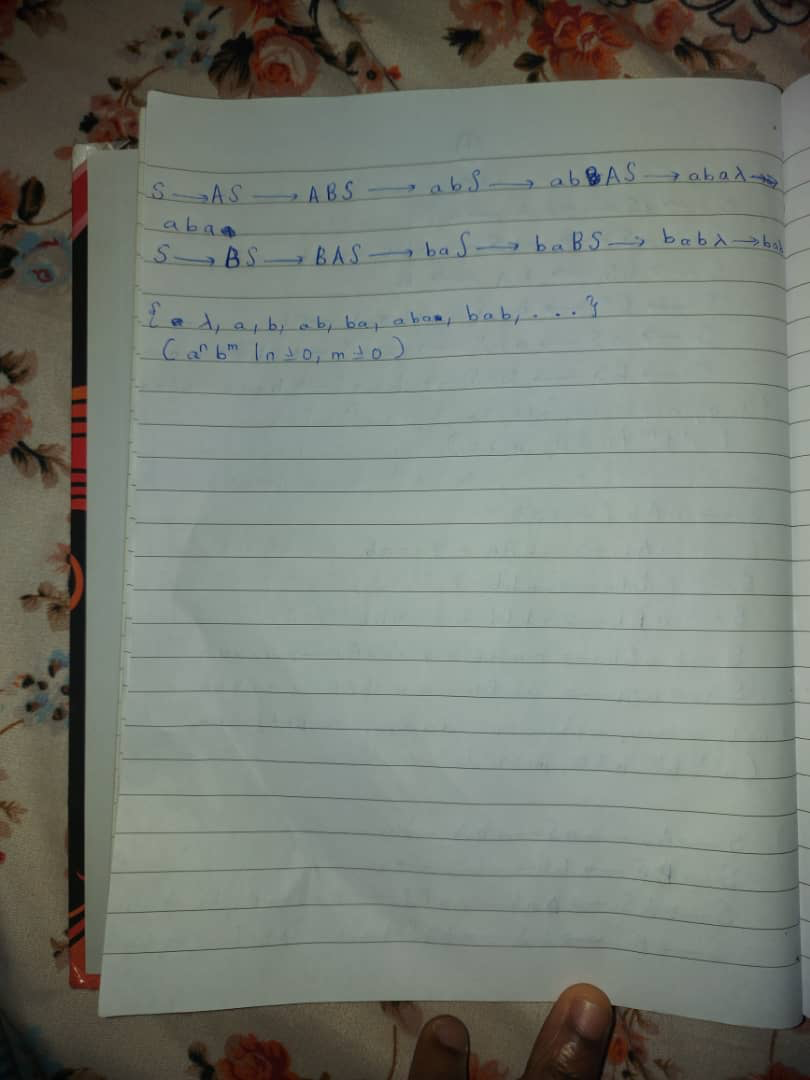 S → AS → ABS → abS → abAS → abaλ →
aba
S → BS → BAS → baS → baBS → babλ → bab
{ λ, a, b, ab, ba, aba, bab, . . . }
( aⁿ bᵐ | n ≥ 0, m ≥ 0 )